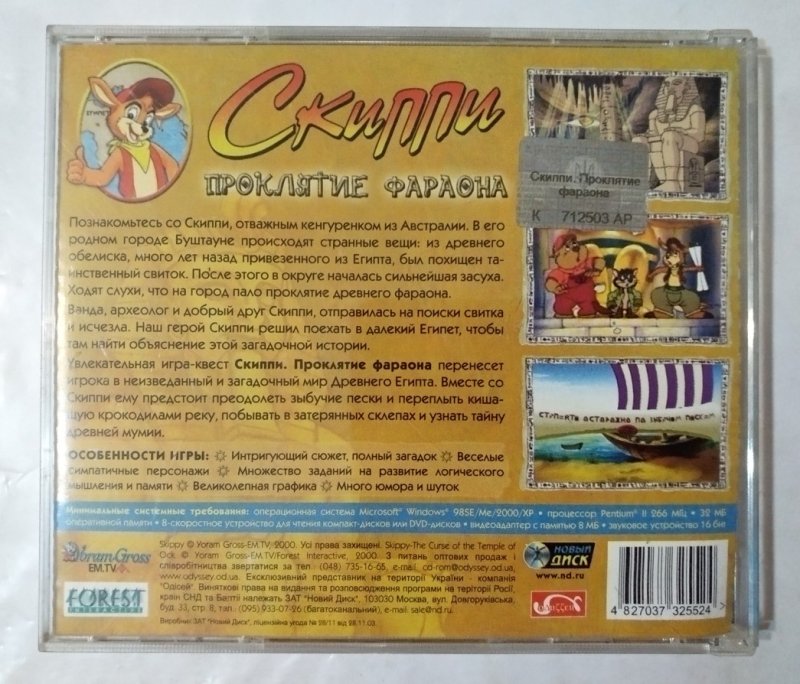 ЕГИПЕТ
Скиппи
ПРОКЛЯТИЕ ФАРАОНА
Скиппи. Проклятие
фараона
К 712503 АР
Познакомьтесь со Скиппи, отважным кенгуренком из Австралии. В его
родном городе Буштауне происходят странные вещи: из древнего
обелиска, много лет назад привезенного из Египта, был похищен та-
инственный свиток. После этого в округе началась сильнейшая засуха.
Ходят слухи, что на город пало проклятие древнего фараона.
Ванда, археолог и добрый друг Скиппи, отправилась на поиски свитка
и исчезла. Наш герой Скиппи решил поехать в далекий Египет, чтобы
там найти объяснение этой загадочной истории.
Увлекательная игра-квест Скиппи. Проклятие фараона перенесет
игрока в неизведанный и загадочный мир Древнего Египта. Вместе со
Скиппи ему предстоит преодолеть зыбучие пески и переплыть киша-
щую крокодилами реку, побывать в затерянных склепах и узнать тайну
древней мумии.
СТУПАЙТЕ ОСТОРОЖНО ПО ЗЫБУЧИМ ПЕСКАМ
ОСОБЕННОСТИ ИГРЫ: ☼ Интригующий сюжет, полный загадок ☼ Веселые
симпатичные персонажи ☼ Множество заданий на развитие логического
мышления и памяти ☼ Великолепная графика ☼ Много юмора и шуток
Минимальные системные требования: операционная система Microsoft® Windows® 98SE/Me/2000/XP • процессор Pentium® II 266 МГц • 32 МБ
оперативной памяти • 8-скоростное устройство для чтения компакт-дисков или DVD-дисков • видеоадаптер с памятью 8 МБ • звуковое устройство 16 бит
Skippy © Yoram Gross-EM.TV, 2000. Усі права захищені. Skippy-The Curse of the Temple of
Ock. © Yoram Gross-EM.TV/Forest Interactive, 2000. З питань оптових продаж і
співробітництва звертатися за тел. (048) 735-16-65, e-mail: cd-rom@odyssey.od.ua,
www.odyssey.od.ua. Ексклюзивний представник на території України - компанія
"Одісей". Виняткові права на видання та розповсюдження програми на терітоії Росії,
країн СНД та Балтії належать ЗАТ "Новий Диск", 103030 Москва, вул. Долгоруківська,
буд. 33, стр. 8, тел.: (095) 933-07-26 (багатоканальний), e-mail: sale@nd.ru.
Виробник ЗАТ "Новий Диск", ліцензійна угода № 28/11 від 28.11.03.
Yoram Gross
EM.TV
FOREST
INTERACTIVE
НОВЫЙ
ДИСК
www.nd.ru
ОДИССЕЙ
4 827037 325524